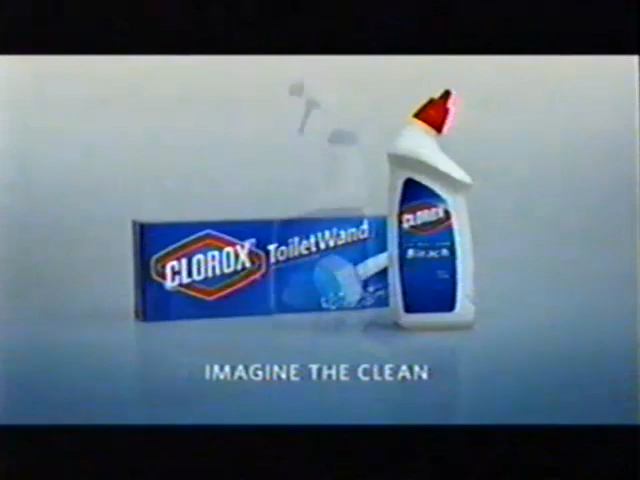 CLOROX
ToiletWand
CLOROX
Bleach
IMAGINE THE CLEAN